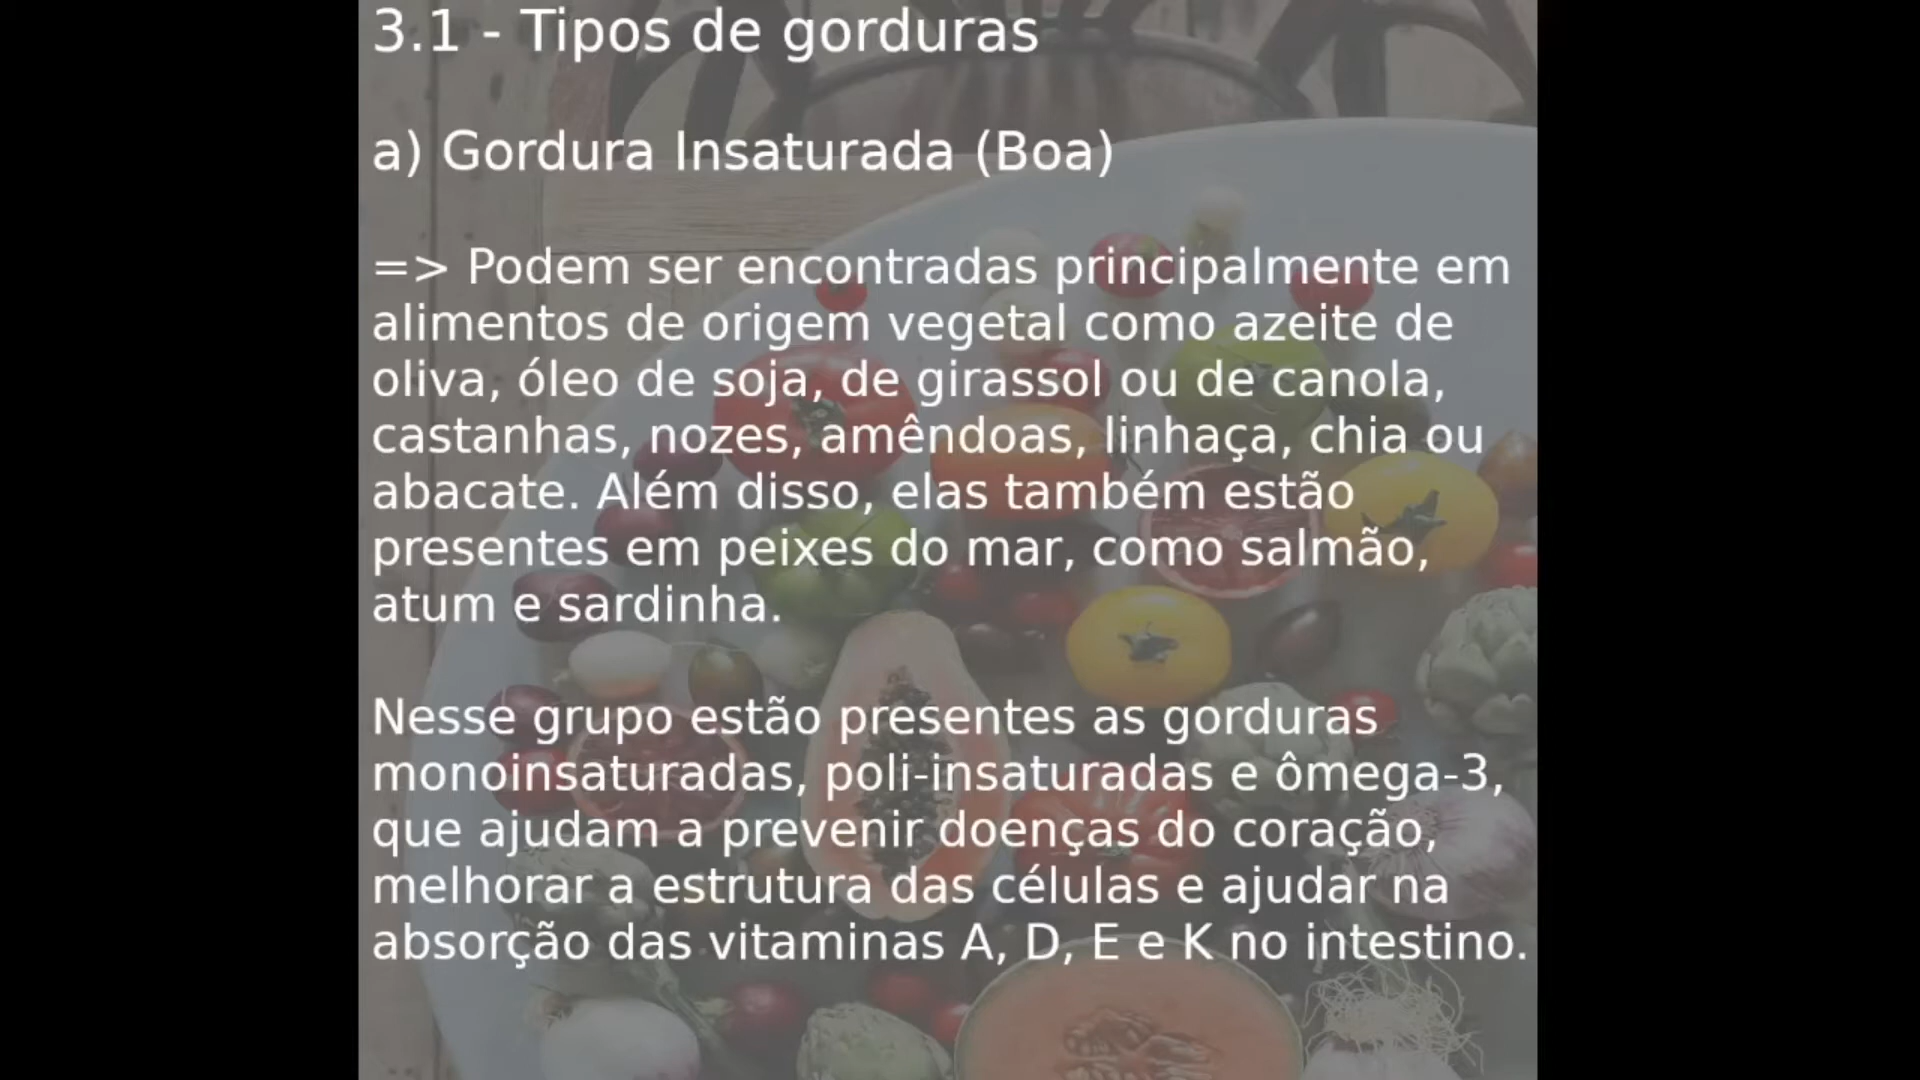 3.1 - Tipos de gorduras
a) Gordura Insaturada (Boa)
=> Podem ser encontradas principalmente em
alimentos de origem vegetal como azeite de
oliva, óleo de soja, de girassol ou de canola,
castanhas, nozes, amêndoas, linhaça, chia ou
abacate. Além disso, elas também estão
presentes em peixes do mar, como salmão,
atum e sardinha.
Nesse grupo estão presentes as gorduras
monoinsaturadas, poli-insaturadas e ômega-3,
que ajudam a prevenir doenças do coração,
melhorar a estrutura das células e ajudar na
absorção das vitaminas A, D, E e K no intestino.